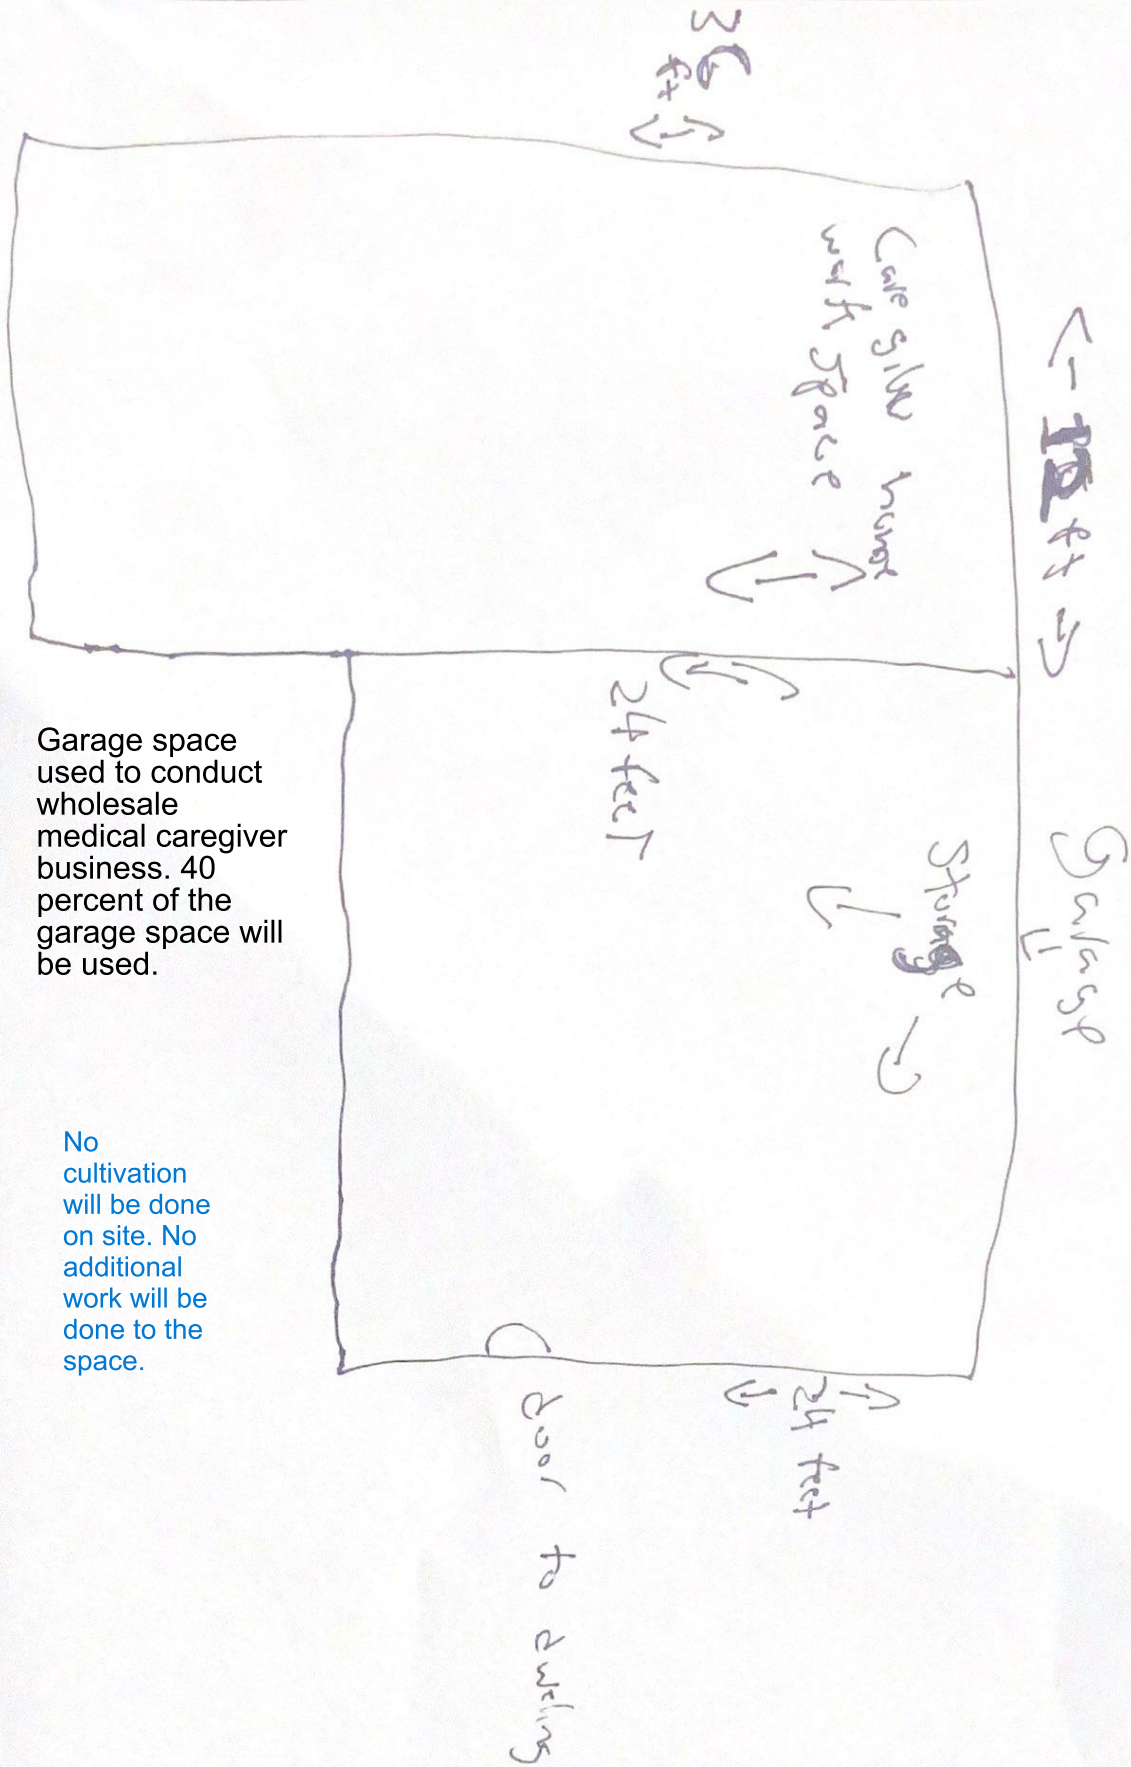 36
ft
← 12 ft →
Care giver home
work space
24 feet
Garage
Storage
24 feet
door to dweling
Garage space
used to conduct
wholesale
medical caregiver
business. 40
percent of the
garage space will
be used.
No
cultivation
will be done
on site. No
additional
work will be
done to the
space.